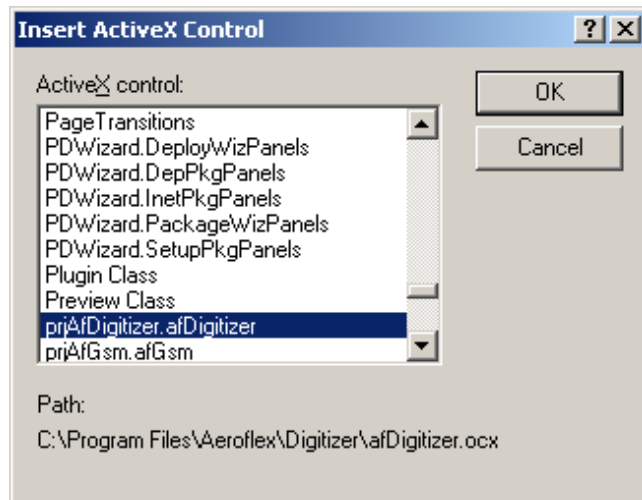 Insert ActiveX Control
ActiveX control:
OK
Cancel
PageTransitions
PDWizard.DeployWizPanels
PDWizard.DepPkgPanels
PDWizard.InetPkgPanels
PDWizard.PackageWizPanels
PDWizard.SetupPkgPanels
Plugin Class
Preview Class
prjAfDigitizer.afDigitizer
prjAfGsm.afGsm
Path:
C:\Program Files\Aeroflex\Digitizer\afDigitizer.ocx